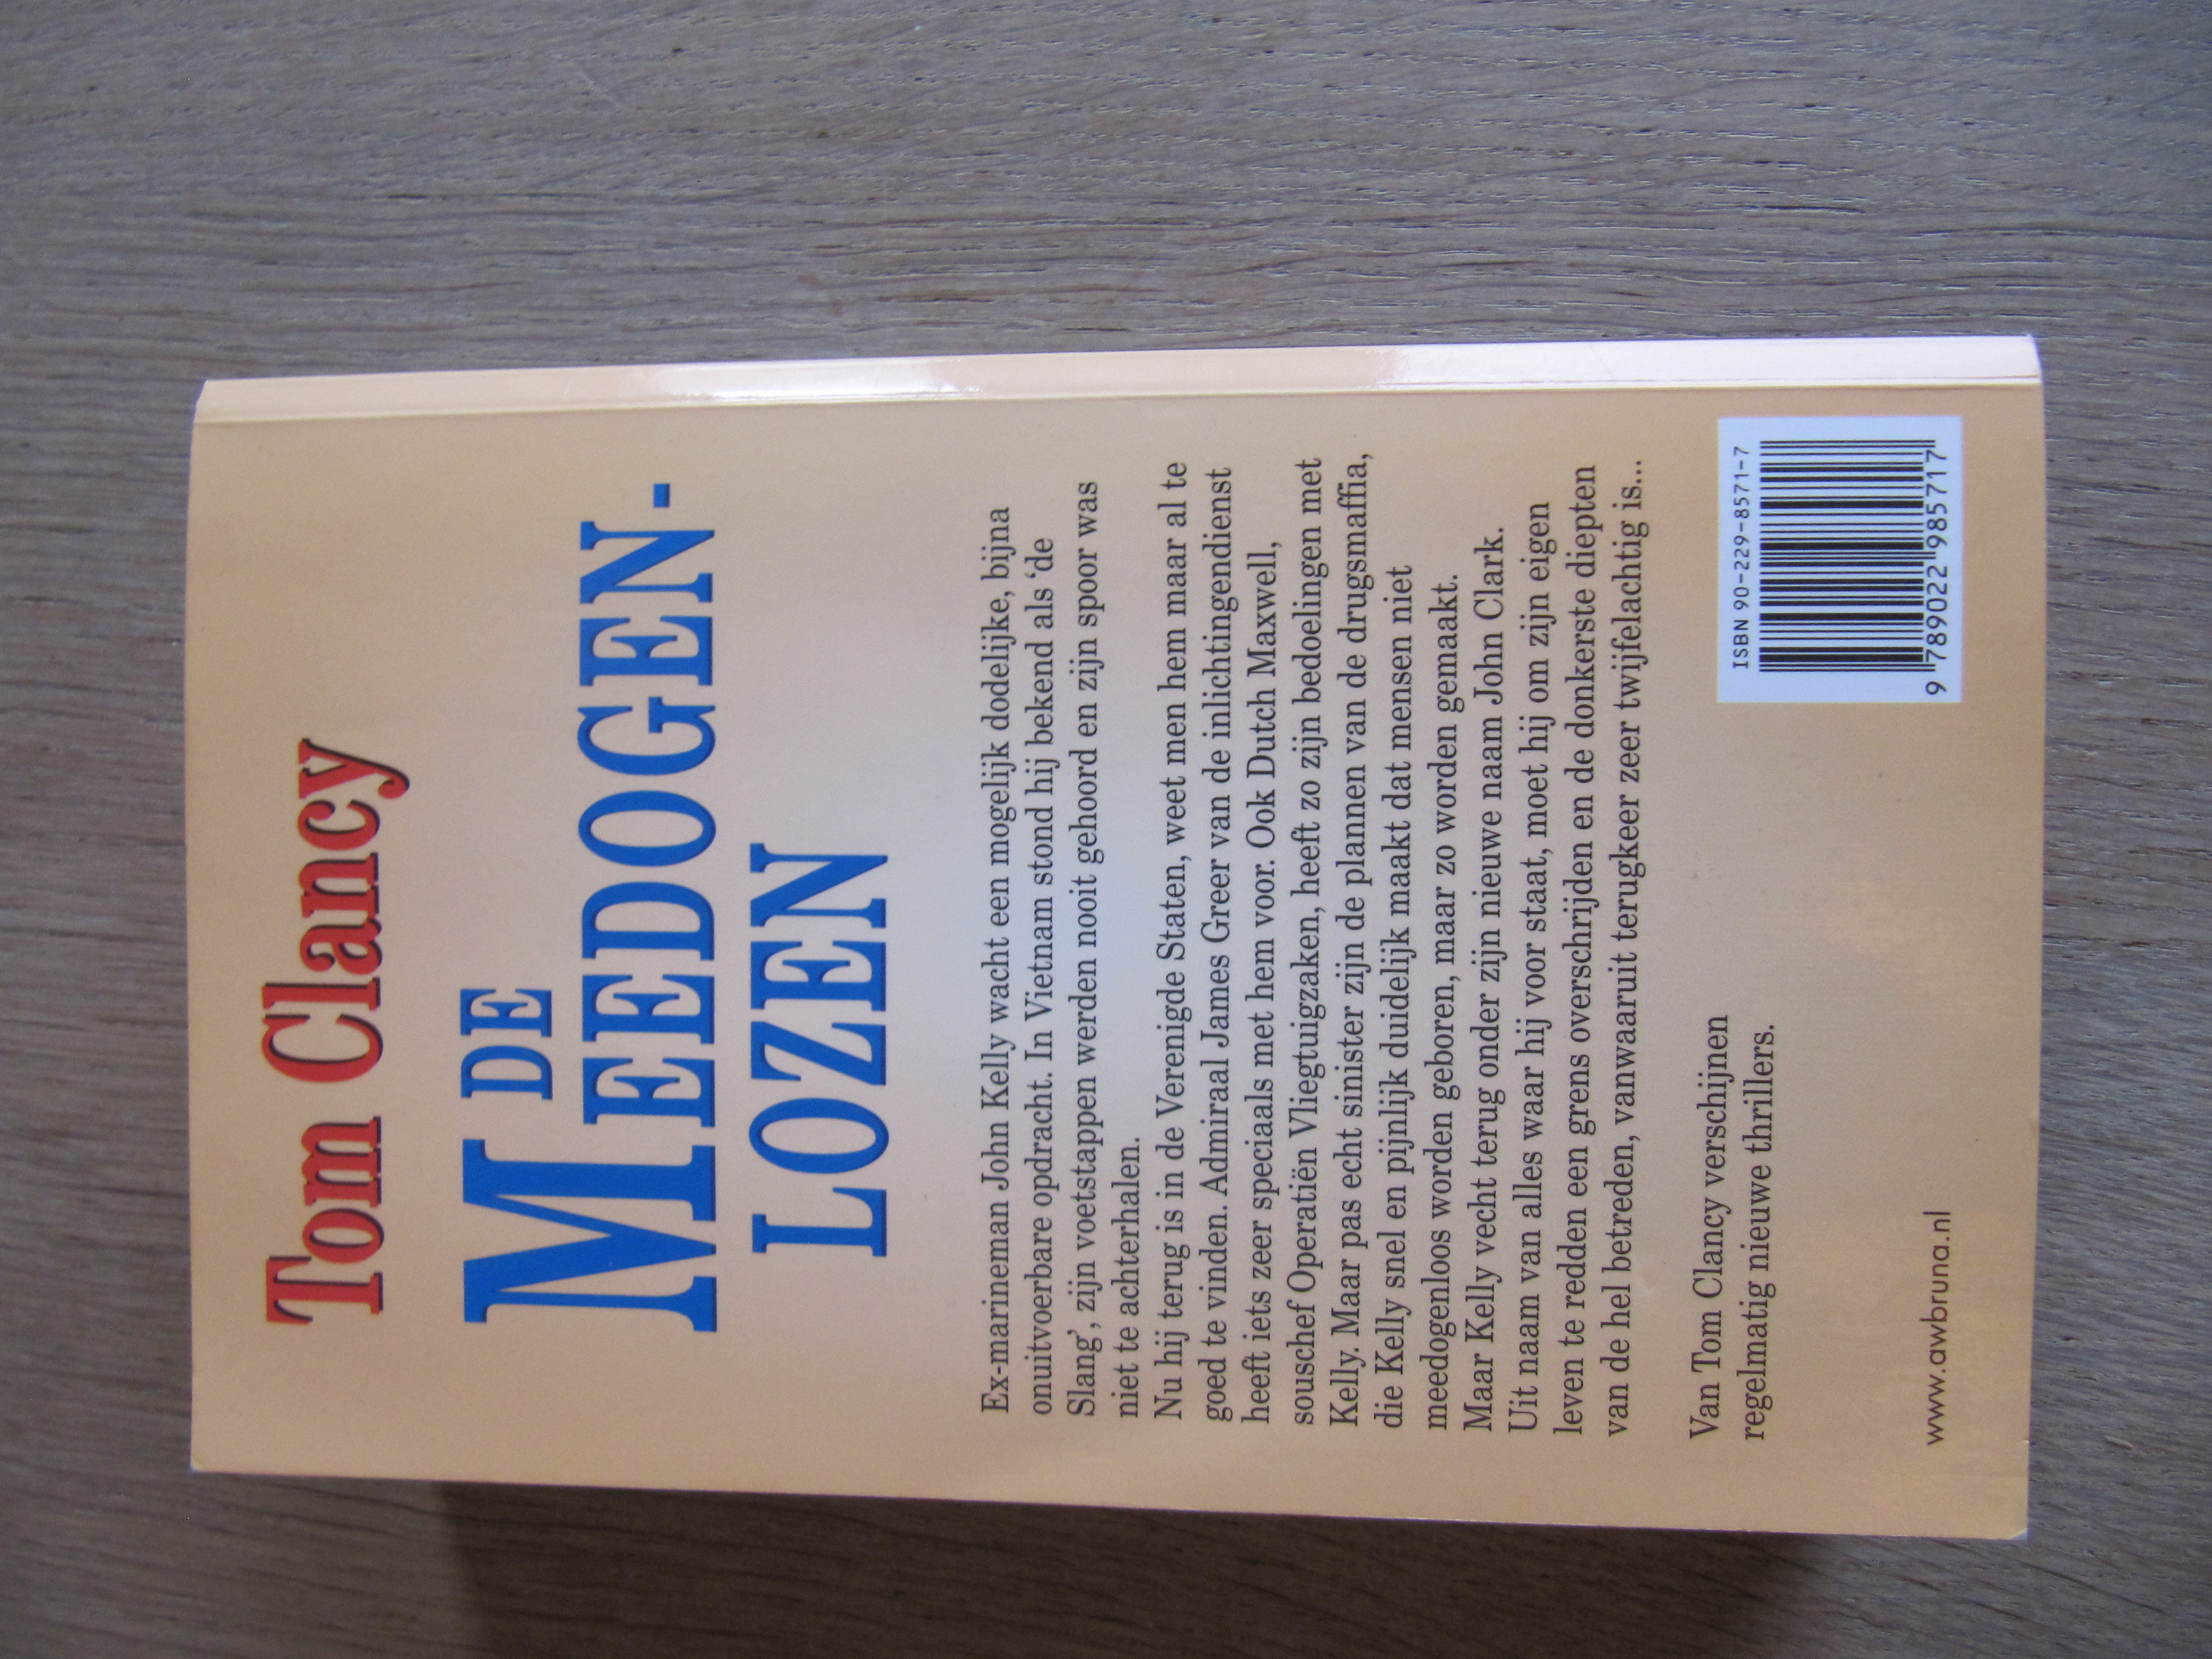 Tom Clancy
DE
MEEDOGEN-
LOZEN
Ex-marineman John Kelly wacht een mogelijk dodelijke, bijna
onuitvoerbare opdracht. In Vietnam stond hij bekend als ‘de
Slang’, zijn voetstappen werden nooit gehoord en zijn spoor was
niet te achterhalen.
Nu hij terug is in de Verenigde Staten, weet men hem maar al te
goed te vinden. Admiraal James Greer van de inlichtingendienst
heeft iets zeer speciaals met hem voor. Ook Dutch Maxwell,
souschef Operatiën Vliegtuigzaken, heeft zo zijn bedoelingen met
Kelly. Maar pas echt sinister zijn de plannen van de drugsmaffia,
die Kelly snel en pijnlijk duidelijk maakt dat mensen niet
meedogenloos worden geboren, maar zo worden gemaakt.
Maar Kelly vecht terug onder zijn nieuwe naam John Clark.
Uit naam van alles waar hij voor staat, moet hij om zijn eigen
leven te redden een grens overschrijden en de donkerste diepten
van de hel betreden, vanwaaruit terugkeer zeer twijfelachtig is...
Van Tom Clancy verschijnen
regelmatig nieuwe thrillers.
www.awbruna.nl
ISBN 90-229-8571-7
9 789022 985717